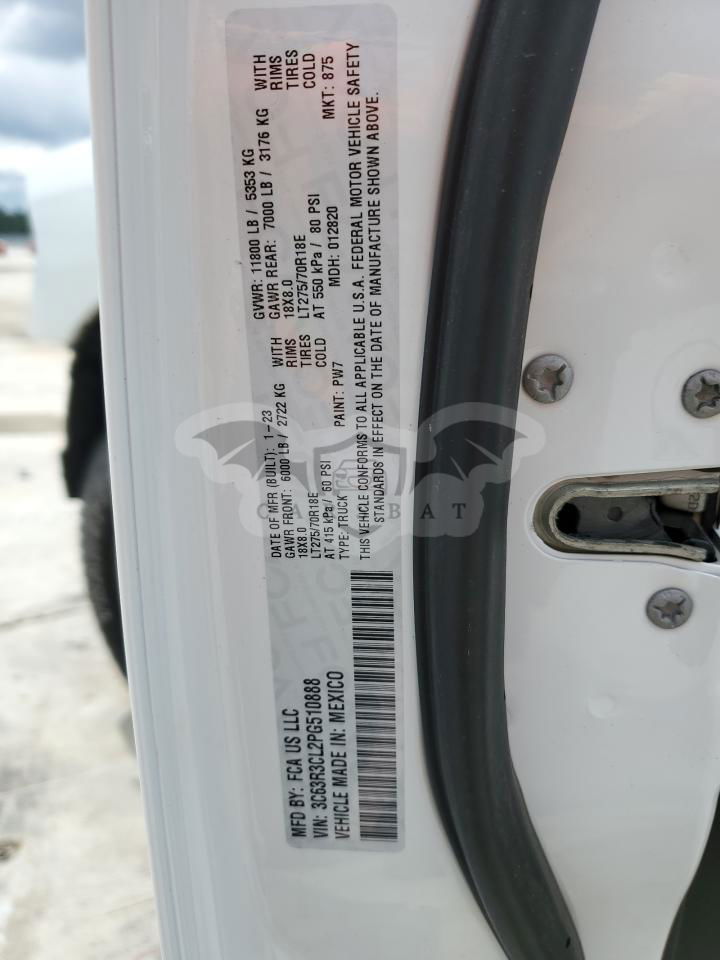 MFD BY: FCA US LLC
VIN: 3C63R3CL2PG510888
VEHICLE MADE IN: MEXICO
DATE OF MFR (BUILT): 1-23
GAWR FRONT: 6000 LB / 2722 KG WITH
18X8.0 RIMS
LT275/70R18E TIRES
AT 415 kPa / 60 PSI COLD
TYPE: TRUCK PAINT: PW7
GVWR: 11800 LB / 5353 KG
GAWR REAR: 7000 LB / 3176 KG WITH
18X8.0 RIMS
LT275/70R18E TIRES
AT 550 kPa / 80 PSI COLD
MDH: 012820 MKT: 875
THIS VEHICLE CONFORMS TO ALL APPLICABLE U.S.A. FEDERAL MOTOR VEHICLE SAFETY
STANDARDS IN EFFECT ON THE DATE OF MANUFACTURE SHOWN ABOVE.